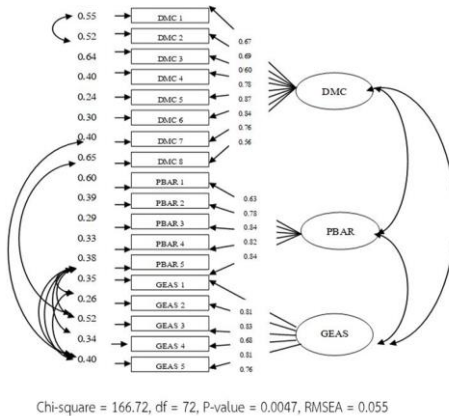 0.55
DMC 1
0.52
DMC 2
0.67
0.64
DMC 3
0.69
0.60
0.40
DMC 4
0.78
DMC
0.24
DMC 5
0.87
0.30
DMC 6
0.84
0.40
DMC 7
0.76
0.65
DMC 8
0.56
0.60
PBAR 1
0.63
0.39
PBAR 2
0.78
0.29
PBAR 3
0.84
PBAR
0.33
PBAR 4
0.82
0.38
PBAR 5
0.84
0.35
GEAS 1
0.26
GEAS 2
0.81
0.52
GEAS 3
0.83
GEAS
0.34
GEAS 4
0.68
0.81
0.40
GEAS 5
0.76
Chi-square = 166.72, df = 72, P-value = 0.0047, RMSEA = 0.055